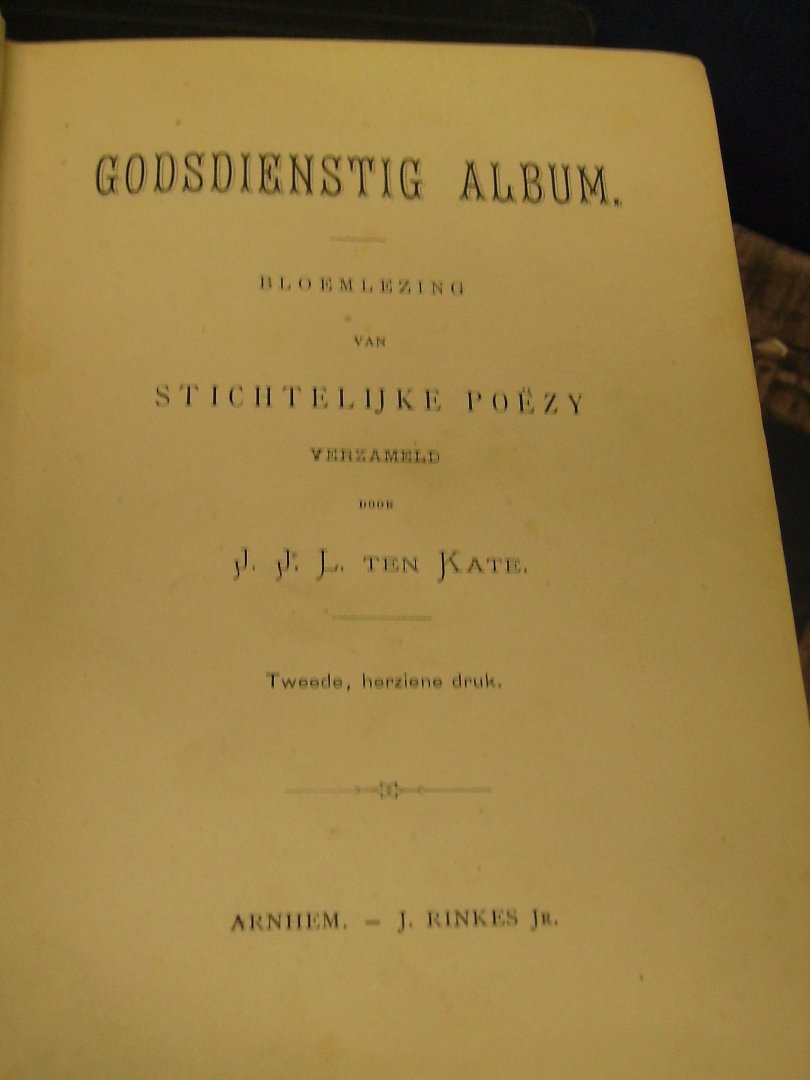 GODSDIENSTIG ALBUM.
BLOEMLEZING
VAN
STICHTELIJKE POËZY
VERZAMELD
DOOR
J. J. L. TEN KATE.
Tweede, herziene druk.
ARNHEM. — J. RINKES JR.